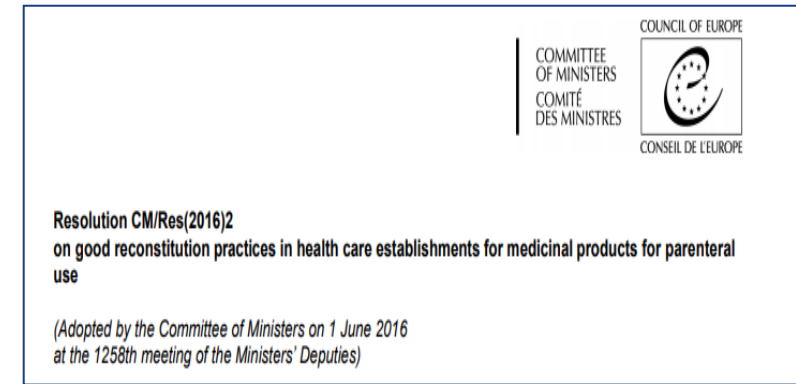 COUNCIL OF EUROPE
COMMITTEE
OF MINISTERS
COMITÉ
DES MINISTRES
CONSEIL DE L'EUROPE
Resolution CM/Res(2016)2
on good reconstitution practices in health care establishments for medicinal products for parenteral
use
(Adopted by the Committee of Ministers on 1 June 2016
at the 1258th meeting of the Ministers' Deputies)